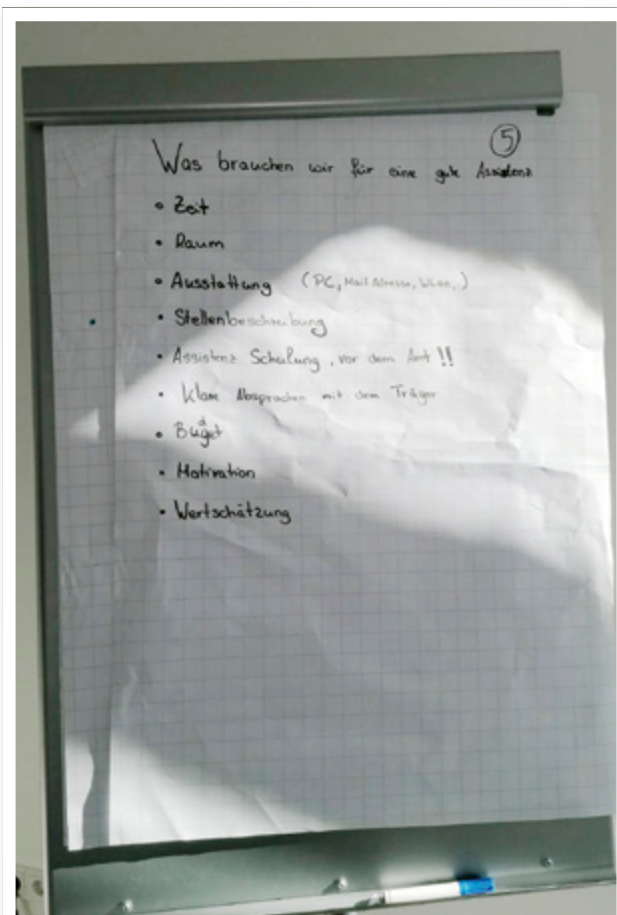 5
Was brauchen wir für eine gute Assistenz
• Zeit
• Raum
• Ausstattung (PC, Mail Adresse, WLan,)
• Stellenbeschreibung
• Assistenz Schulung, vor dem Amt !!
• Klare Absprachen mit dem Träger
• Budget
• Motivation
• Wertschätzung